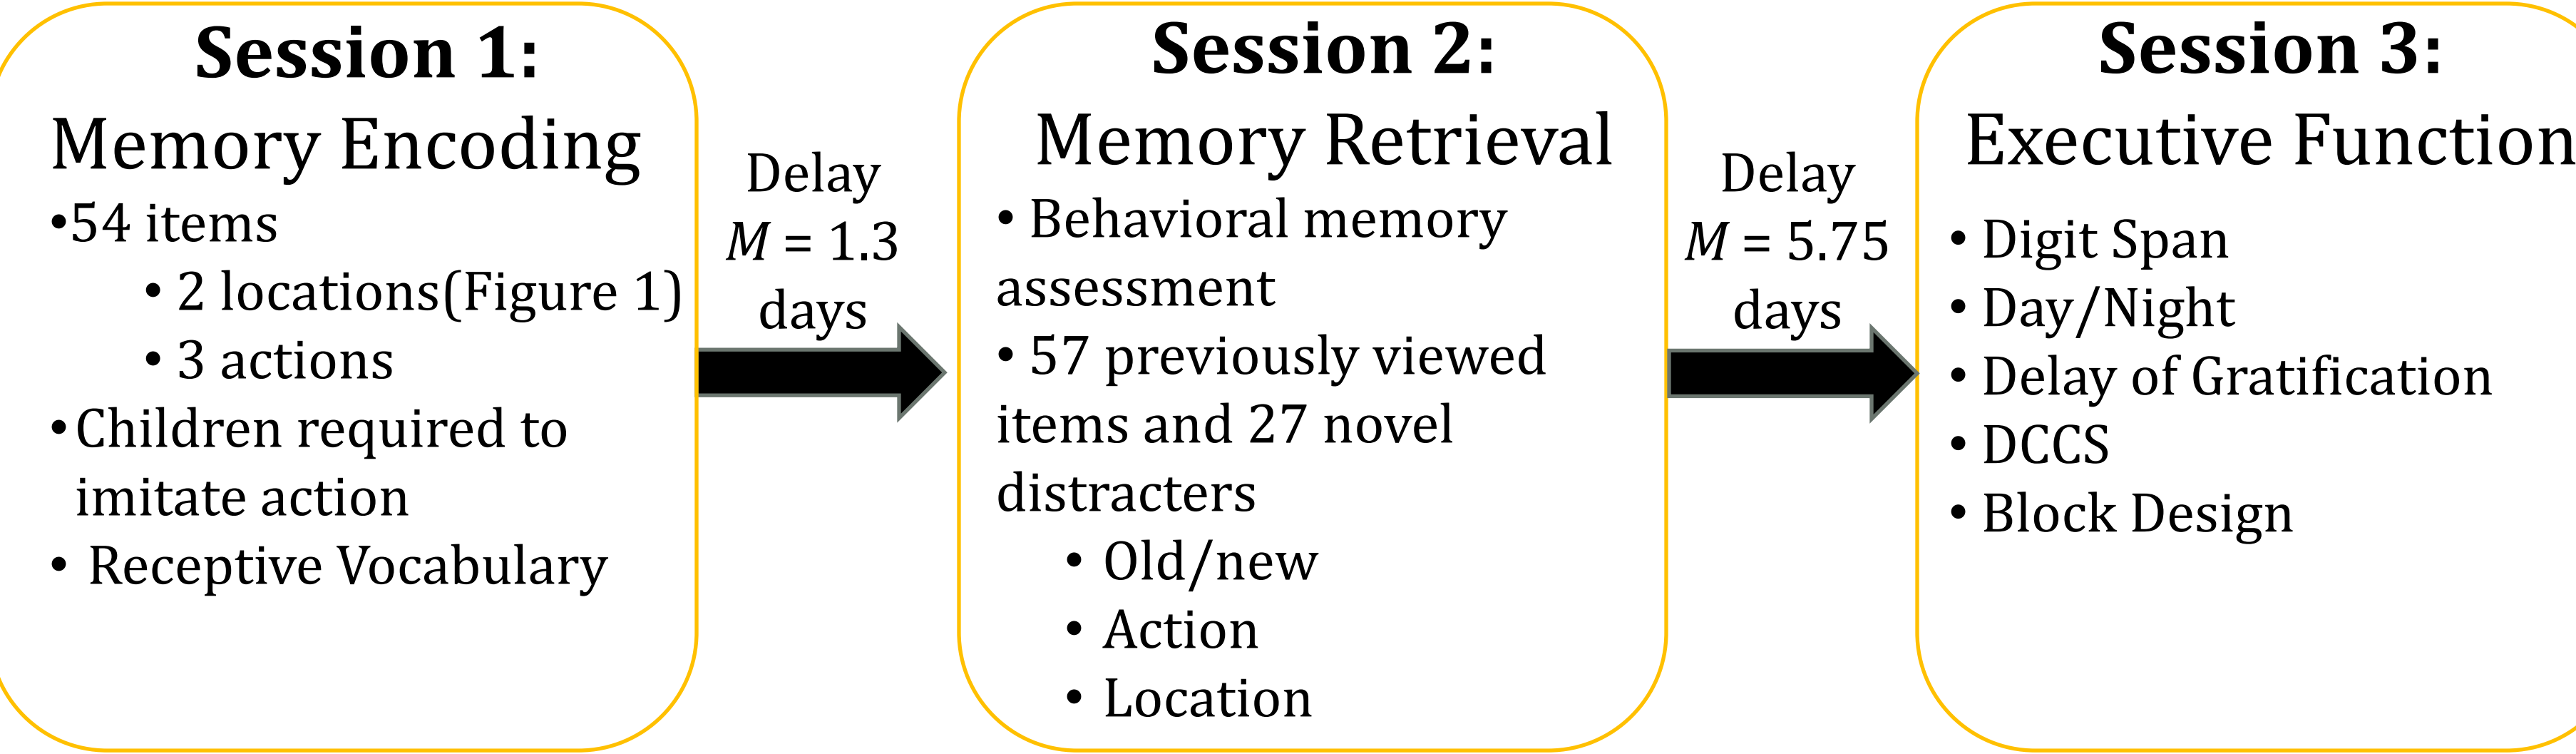 Session 1:
Memory Encoding
•54 items
• 2 locations(Figure 1)
• 3 actions
•Children required to
imitate action
• Receptive Vocabulary
Delay
M = 1.3
days
Session 2:
Memory Retrieval
• Behavioral memory
assessment
• 57 previously viewed
items and 27 novel
distracters
• Old/new
• Action
• Location
Delay
M = 5.75
days
Session 3:
Executive Function
• Digit Span
• Day/Night
• Delay of Gratification
• DCCS
• Block Design